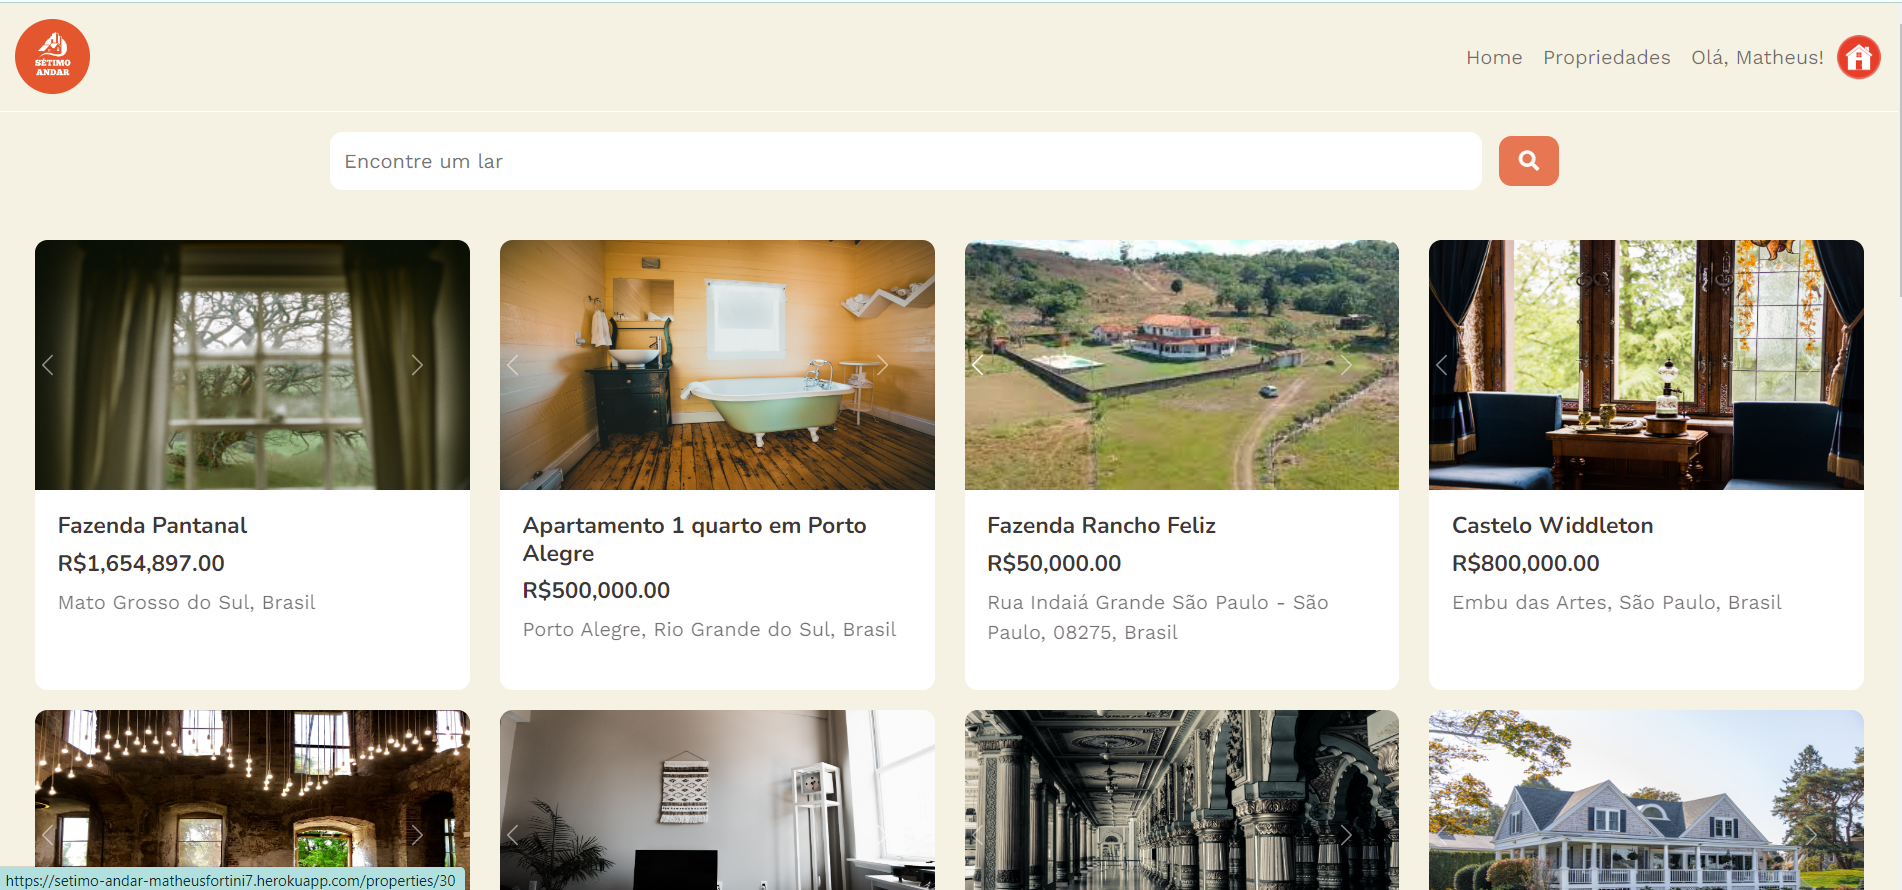 SÉTIMO
ANDAR
Home Propriedades Olá, Matheus!
Encontre um lar
Fazenda Pantanal
R$1,654,897.00
Mato Grosso do Sul, Brasil
Apartamento 1 quarto em Porto
Alegre
R$500,000.00
Porto Alegre, Rio Grande do Sul, Brasil
Fazenda Rancho Feliz
R$50,000.00
Rua Indaiá Grande São Paulo - São
Paulo, 08275, Brasil
Castelo Widdleton
R$800,000.00
Embu das Artes, São Paulo, Brasil
https://setimo-andar-matheusfortini7.herokuapp.com/properties/30